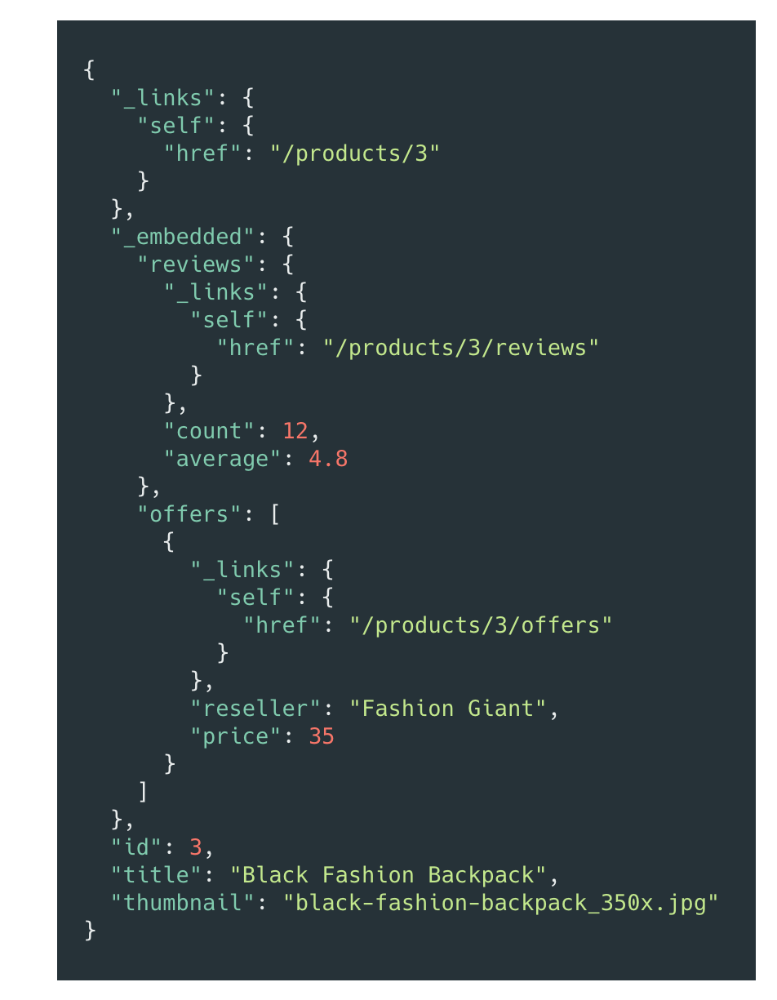 {
  "_links": {
    "self": {
      "href": "/products/3"
    }
  },
  "_embedded": {
    "reviews": {
      "_links": {
        "self": {
          "href": "/products/3/reviews"
        }
      },
      "count": 12,
      "average": 4.8
    },
    "offers": [
      {
        "_links": {
          "self": {
            "href": "/products/3/offers"
          }
        },
        "reseller": "Fashion Giant",
        "price": 35
      }
    ]
  },
  "id": 3,
  "title": "Black Fashion Backpack",
  "thumbnail": "black-fashion-backpack_350x.jpg"
}